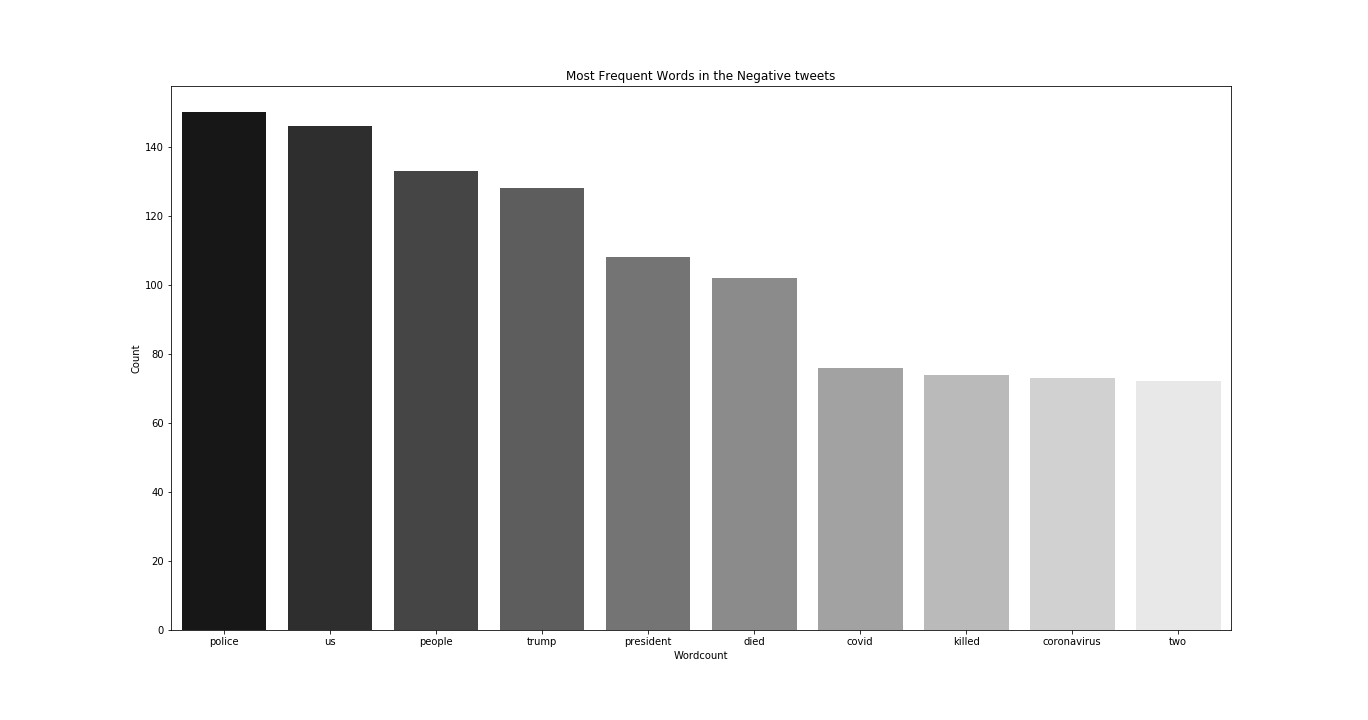 Most Frequent Words in the Negative tweets
140
120
100
80
60
40
20
0
Count
police us people trump president died covid killed coronavirus two
Wordcount